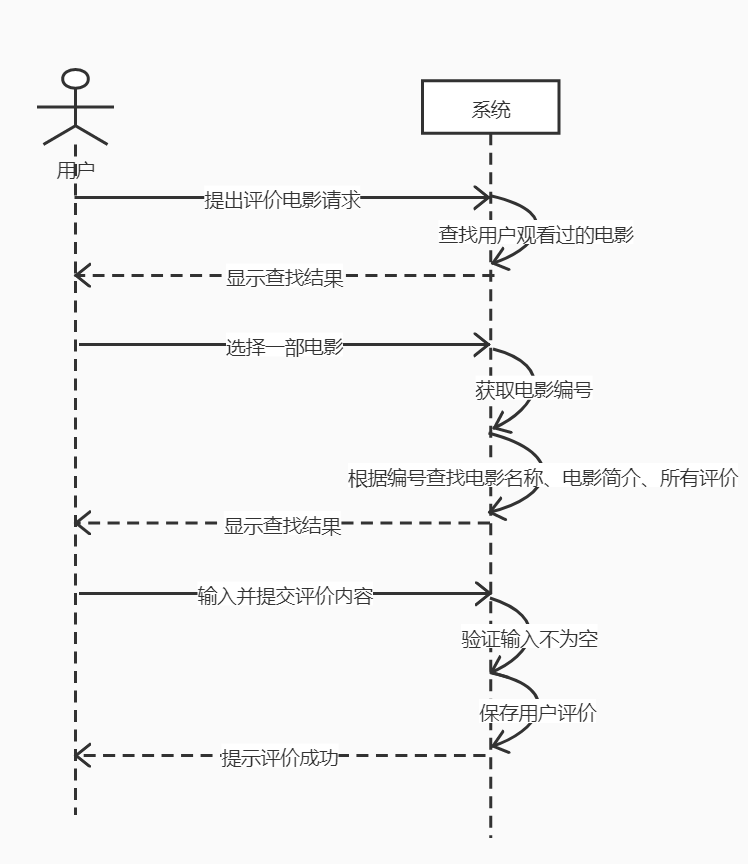 系统
用户
提出评价电影请求
查找用户观看过的电影
显示查找结果
选择一部电影
获取电影编号
根据编号查找电影名称、电影简介、所有评价
显示查找结果
输入并提交评价内容
验证输入不为空
保存用户评价
提示评价成功